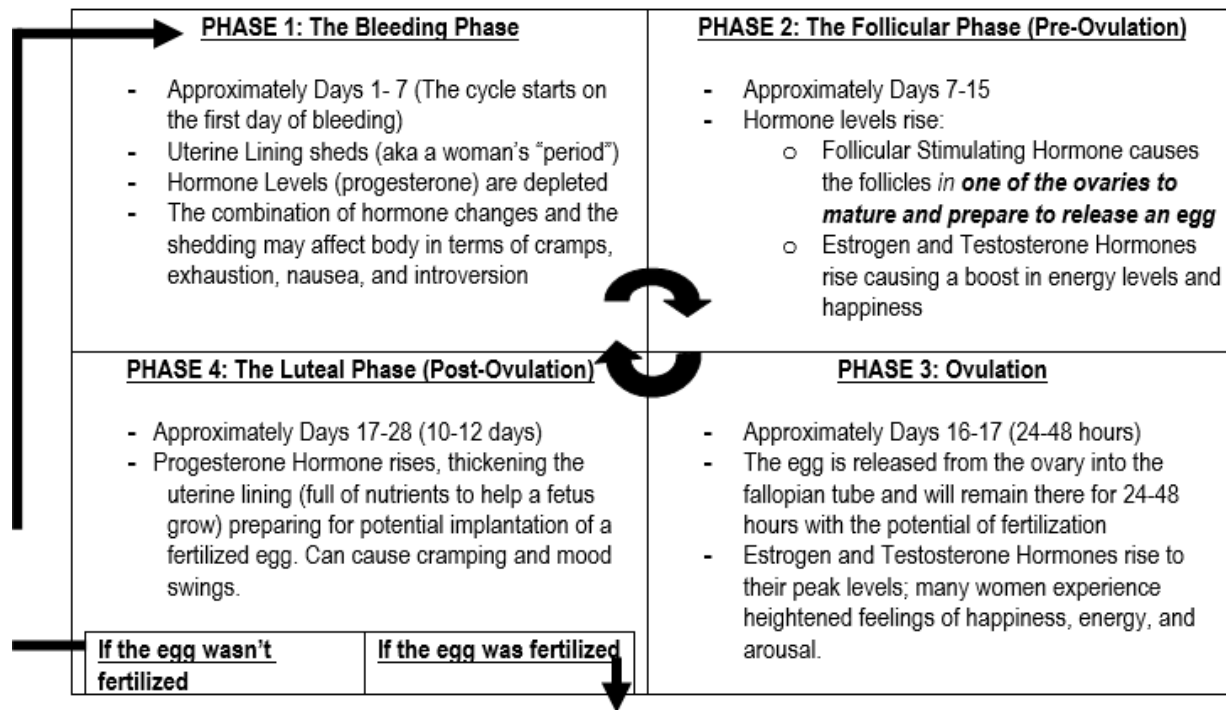 PHASE 1: The Bleeding Phase
- Approximately Days 1- 7 (The cycle starts on
the first day of bleeding)
- Uterine Lining sheds (aka a woman's “period”)
- Hormone Levels (progesterone) are depleted
- The combination of hormone changes and the
shedding may affect body in terms of cramps,
exhaustion, nausea, and introversion
PHASE 2: The Follicular Phase (Pre-Ovulation)
- Approximately Days 7-15
- Hormone levels rise:
o Follicular Stimulating Hormone causes
the follicles in one of the ovaries to
mature and prepare to release an egg
o Estrogen and Testosterone Hormones
rise causing a boost in energy levels and
happiness
PHASE 4: The Luteal Phase (Post-Ovulation)
- Approximately Days 17-28 (10-12 days)
- Progesterone Hormone rises, thickening the
uterine lining (full of nutrients to help a fetus
grow) preparing for potential implantation of a
fertilized egg. Can cause cramping and mood
swings.
If the egg wasn't
fertilized
If the egg was fertilized
PHASE 3: Ovulation
- Approximately Days 16-17 (24-48 hours)
- The egg is released from the ovary into the
fallopian tube and will remain there for 24-48
hours with the potential of fertilization
- Estrogen and Testosterone Hormones rise to
their peak levels; many women experience
heightened feelings of happiness, energy, and
arousal.